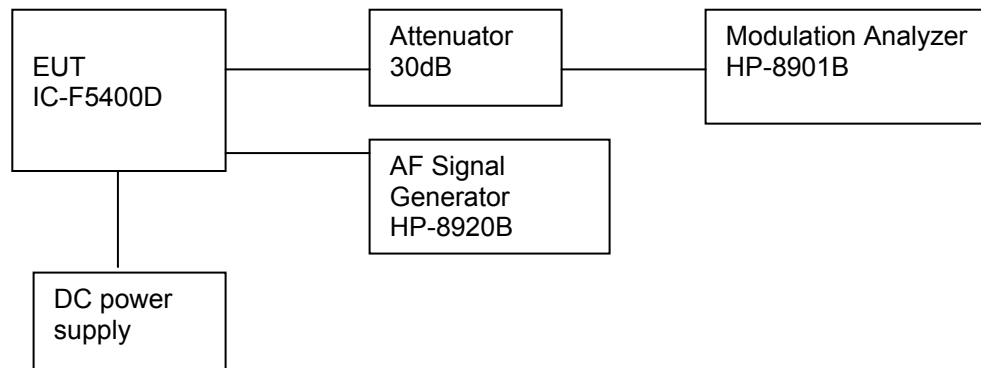 EUT
IC-F5400D
Attenuator
30dB
Modulation Analyzer
HP-8901B
AF Signal
Generator
HP-8920B
DC power
supply